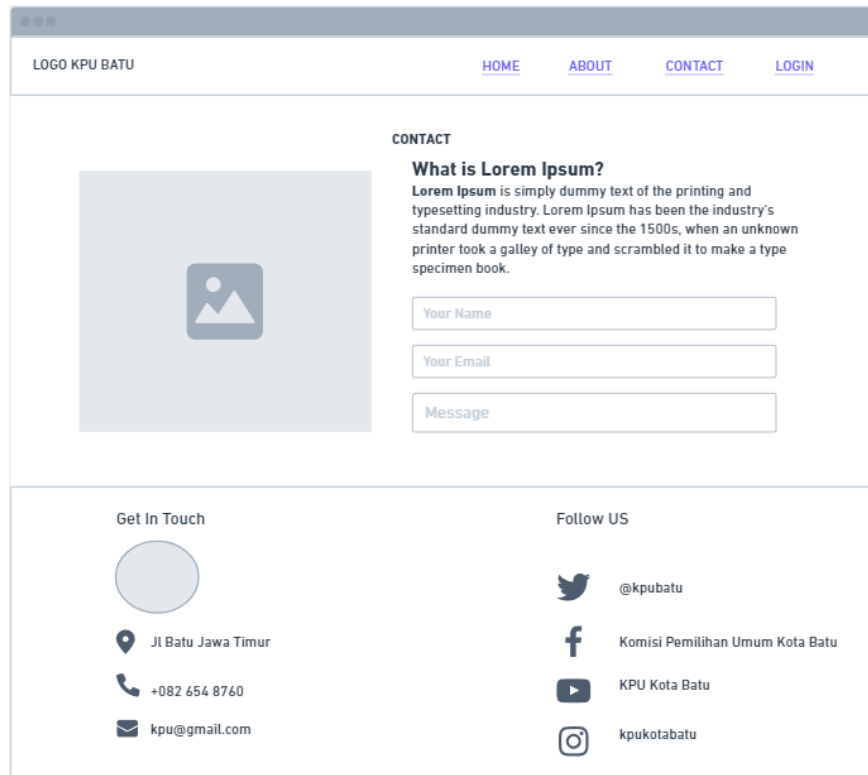 LOGO KPU BATU
HOME
ABOUT
CONTACT
LOGIN
CONTACT
What is Lorem Ipsum?
Lorem Ipsum is simply dummy text of the printing and
typesetting industry. Lorem Ipsum has been the industry's
standard dummy text ever since the 1500s, when an unknown
printer took a galley of type and scrambled it to make a type
specimen book.
Your Name
Your Email
Message
Get In Touch
Jl Batu Jawa Timur
+082 654 8760
kpu@gmail.com
Follow US
@kpubatu
Komisi Pemilihan Umum Kota Batu
KPU Kota Batu
kpukotabatu